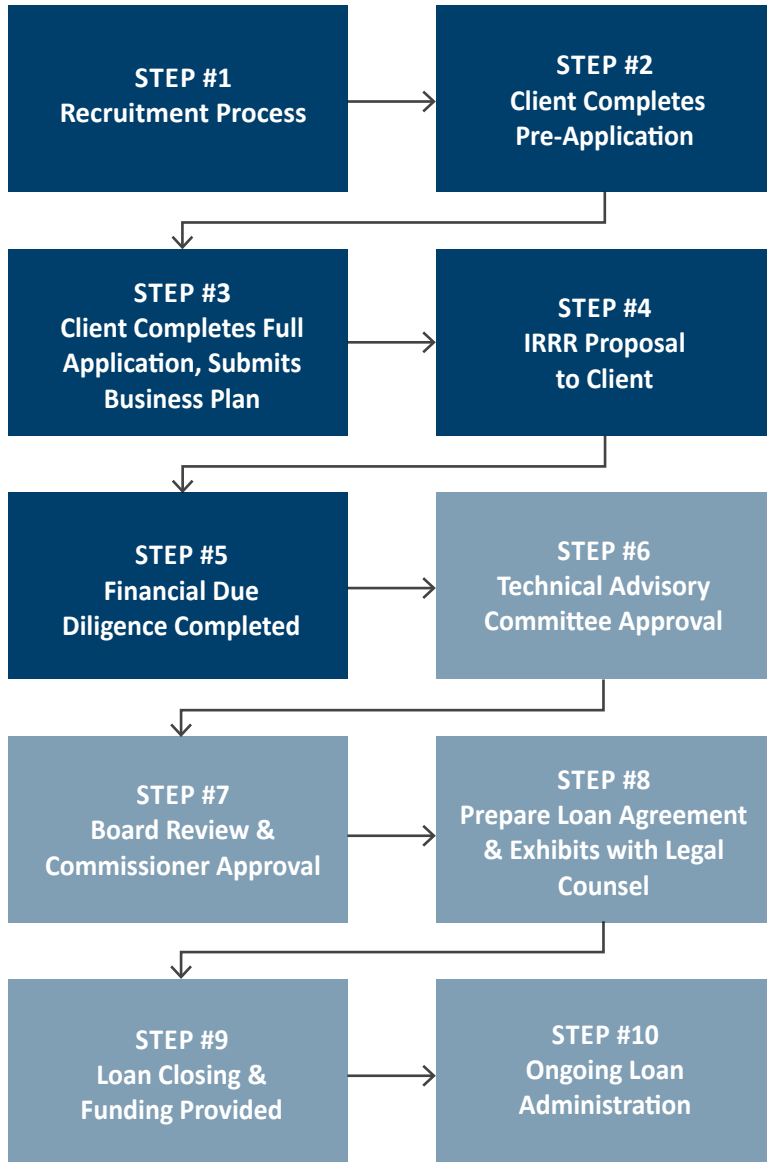 STEP #1
Recruitment Process
STEP #2
Client Completes
Pre-Application
STEP #3
Client Completes Full
Application, Submits
Business Plan
STEP #4
IRRR Proposal
to Client
STEP #5
Financial Due
Diligence Completed
STEP #6
Technical Advisory
Committee Approval
STEP #7
Board Review &
Commissioner Approval
STEP #8
Prepare Loan Agreement
& Exhibits with Legal
Counsel
STEP #9
Loan Closing &
Funding Provided
STEP #10
Ongoing Loan
Administration